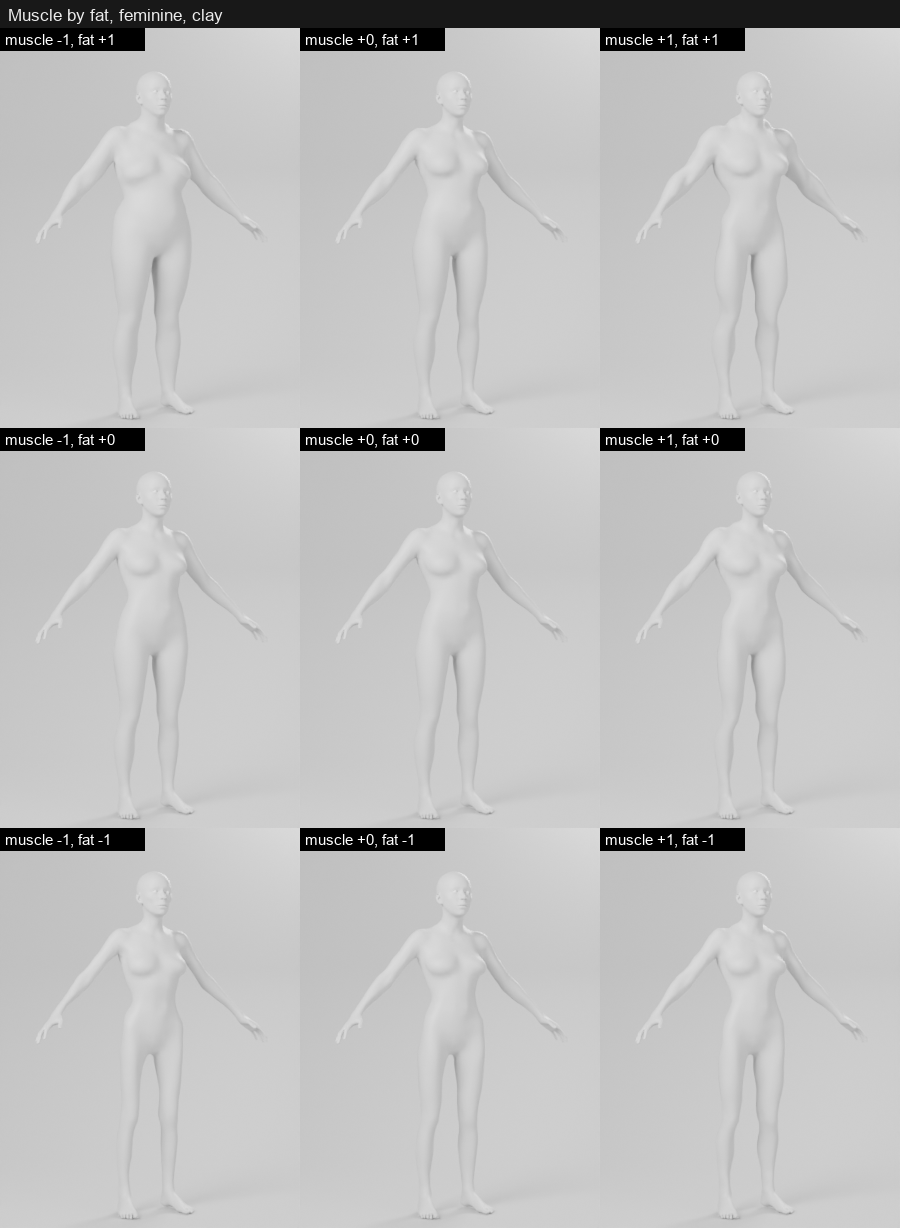 Muscle by fat, feminine, clay
muscle -1, fat +1
muscle +0, fat +1
muscle +1, fat +1
muscle -1, fat +0
muscle +0, fat +0
muscle +1, fat +0
muscle -1, fat -1
muscle +0, fat -1
muscle +1, fat -1